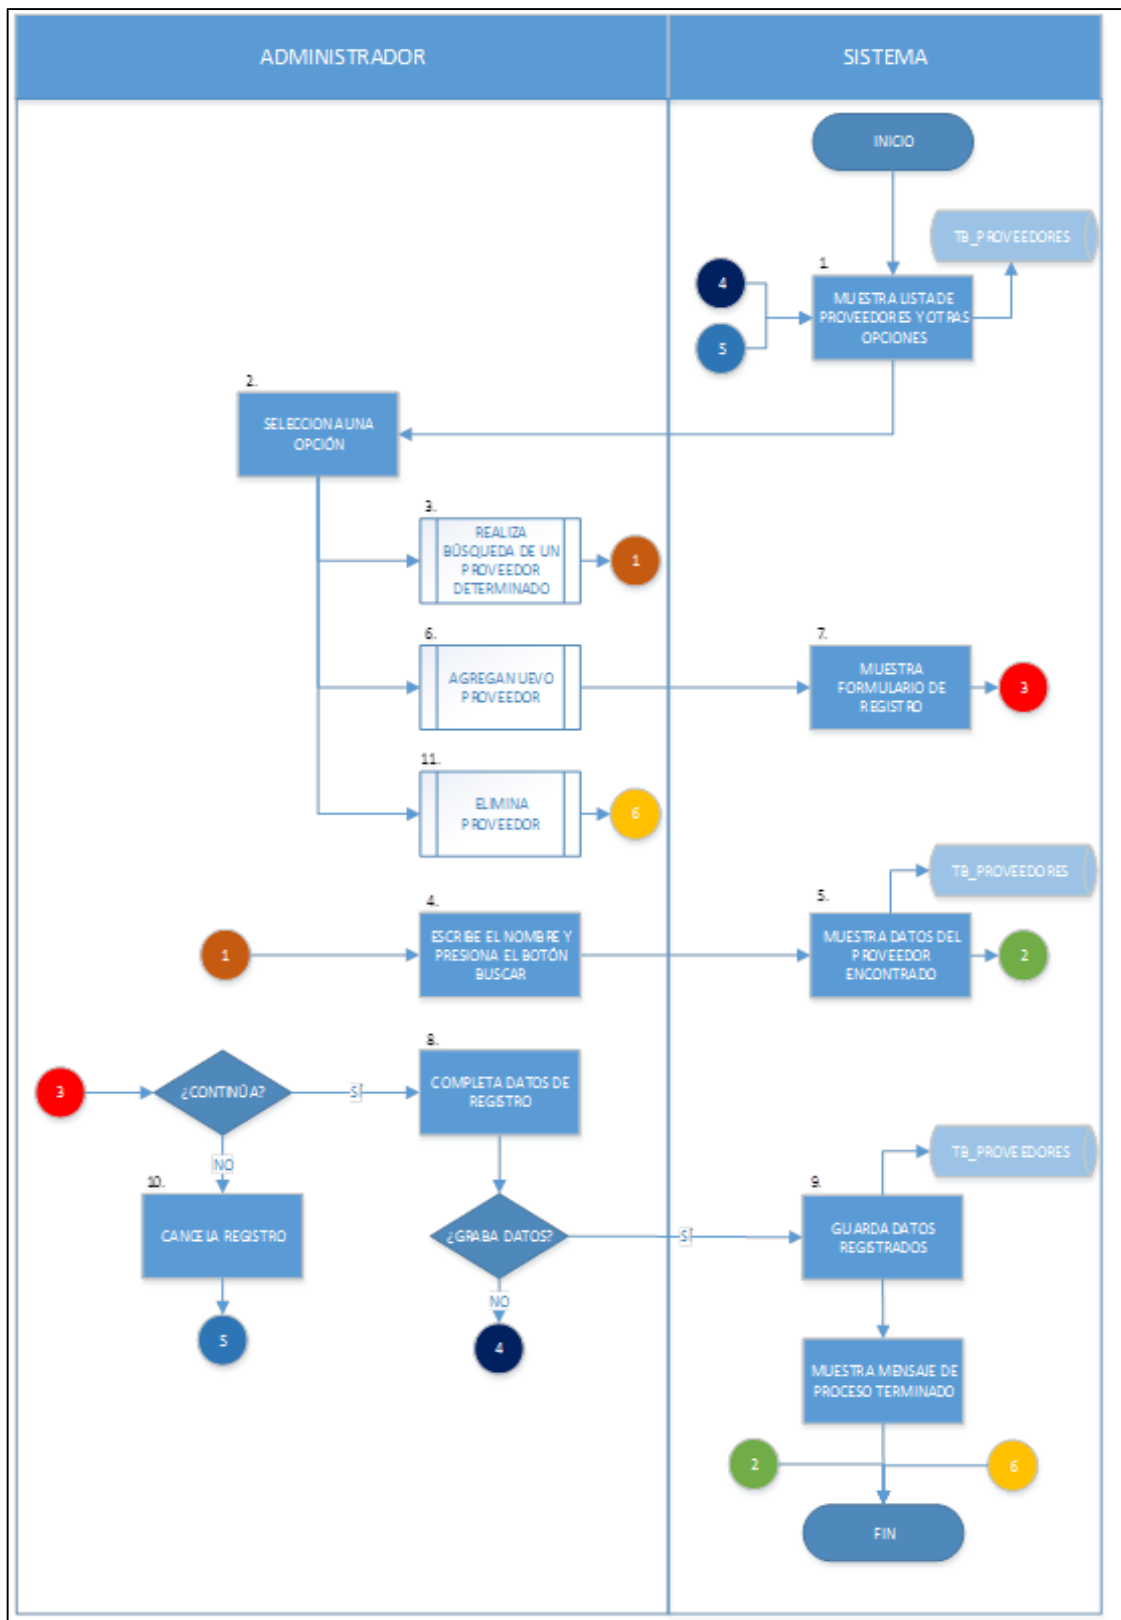 ADMINISTRADOR
SISTEMA
INICIO
TB_PROVEEDORES
1.
MUESTRA LISTA DE
PROVEEDORES Y OTRAS
OPCIONES
4
5
2.
SELECCIONA UNA
OPCIÓN
3.
REALIZA
BÚSQUEDA DE UN
PROVEEDOR
DETERMINADO
1
6.
AGREGA NUEVO
PROVEEDOR
7.
MUESTRA
FORMULARIO DE
REGISTRO
3
11.
ELIMINA
PROVEEDOR
6
TB_PROVEEDORES
1
4.
ESCRIBE EL NOMBRE Y
PRESIONA EL BOTÓN
BUSCAR
5.
MUESTRA DATOS DEL
PROVEEDOR
ENCONTRADO
2
3
¿CONTINÚA?
SÍ
8.
COMPLETA DATOS DE
REGISTRO
NO
TB_PROVEEDORES
10.
CANCELA REGISTRO
¿GRABA DATOS?
SÍ
9.
GUARDA DATOS
REGISTRADOS
NO
5
4
MUESTRA MENSAJE DE
PROCESO TERMINADO
2
6
FIN